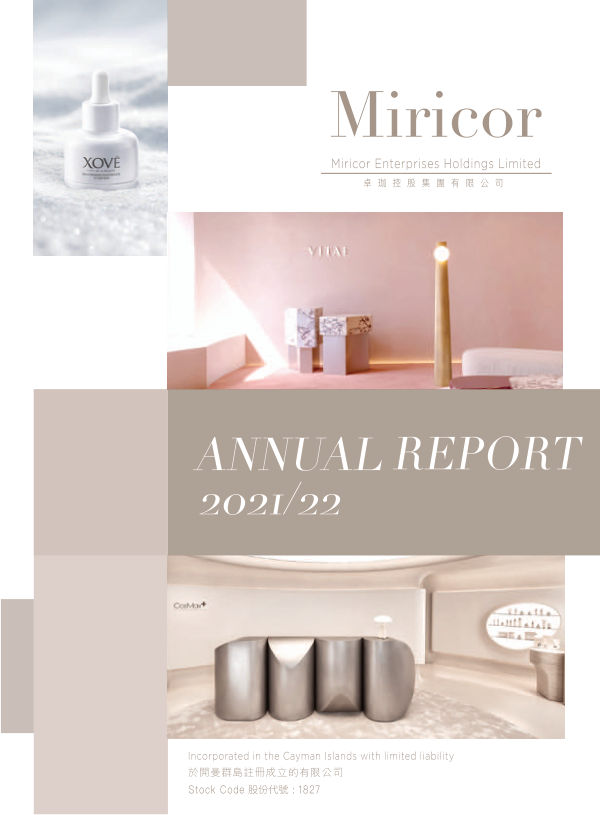 XOVĒ
Miricor
Miricor Enterprises Holdings Limited
卓珈控股集團有限公司
VITAE
ANNUAL REPORT
2021/22
CosMax+
Incorporated in the Cayman Islands with limited liability
於開曼群島註冊成立的有限公司
Stock Code 股份代號 : 1827